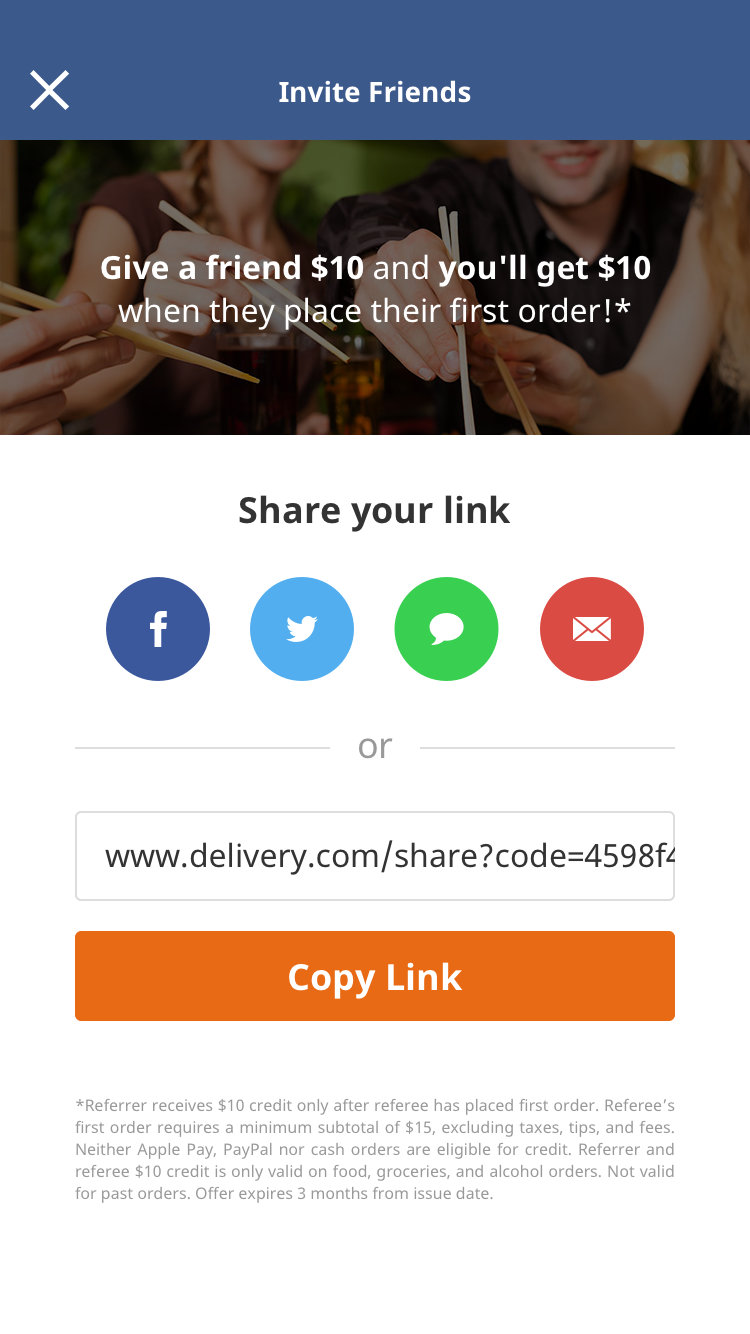 Invite Friends
Give a friend $10 and you'll get $10
when they place their first order!*
Share your link
or
www.delivery.com/share?code=4598f4
Copy Link
*Referrer receives $10 credit only after referee has placed first order. Referee’s
first order requires a minimum subtotal of $15, excluding taxes, tips, and fees.
Neither Apple Pay, PayPal nor cash orders are eligible for credit. Referrer and
referee $10 credit is only valid on food, groceries, and alcohol orders. Not valid
for past orders. Offer expires 3 months from issue date.